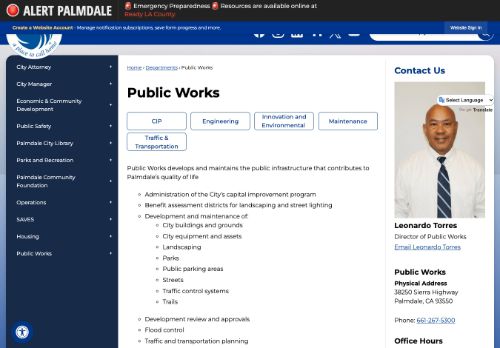 ALERT PALMDALE
Emergency Preparedness Resources are available online at
Ready LA County.
Create a Website Account - Manage notification subscriptions, save form progress and more.
Website Sign In
a place to call home
City Attorney
City Manager
Economic & Community
Development
Public Safety
Palmdale City Library
Parks and Recreation
Palmdale Community
Foundation
Operations
SAVES
Housing
Public Works
Home › Departments › Public Works
Public Works
CIP
Engineering
Innovation and
Environmental
Maintenance
Traffic &
Transportation
Public Works develops and maintains the public infrastructure that contributes to
Palmdale's quality of life
Administration of the City's capital improvement program
Benefit assessment districts for landscaping and street lighting
Development and maintenance of:
City buildings and grounds
City equipment and assets
Landscaping
Parks
Public parking areas
Streets
Traffic control systems
Trails
Development review and approvals
Flood control
Traffic and transportation planning
Contact Us
Select Language
Translate
Leonardo Torres
Director of Public Works
Email Leonardo Torres
Public Works
Physical Address
38250 Sierra Highway
Palmdale, CA 93550
Phone: 661-267-5300
Office Hours